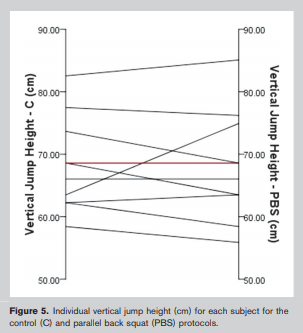 90.00
80.00
70.00
60.00
50.00
Vertical Jump Height - C (cm)
90.00
80.00
70.00
60.00
50.00
Vertical Jump Height - PBS (cm)
Figure 5. Individual vertical jump height (cm) for each subject for the
control (C) and parallel back squat (PBS) protocols.